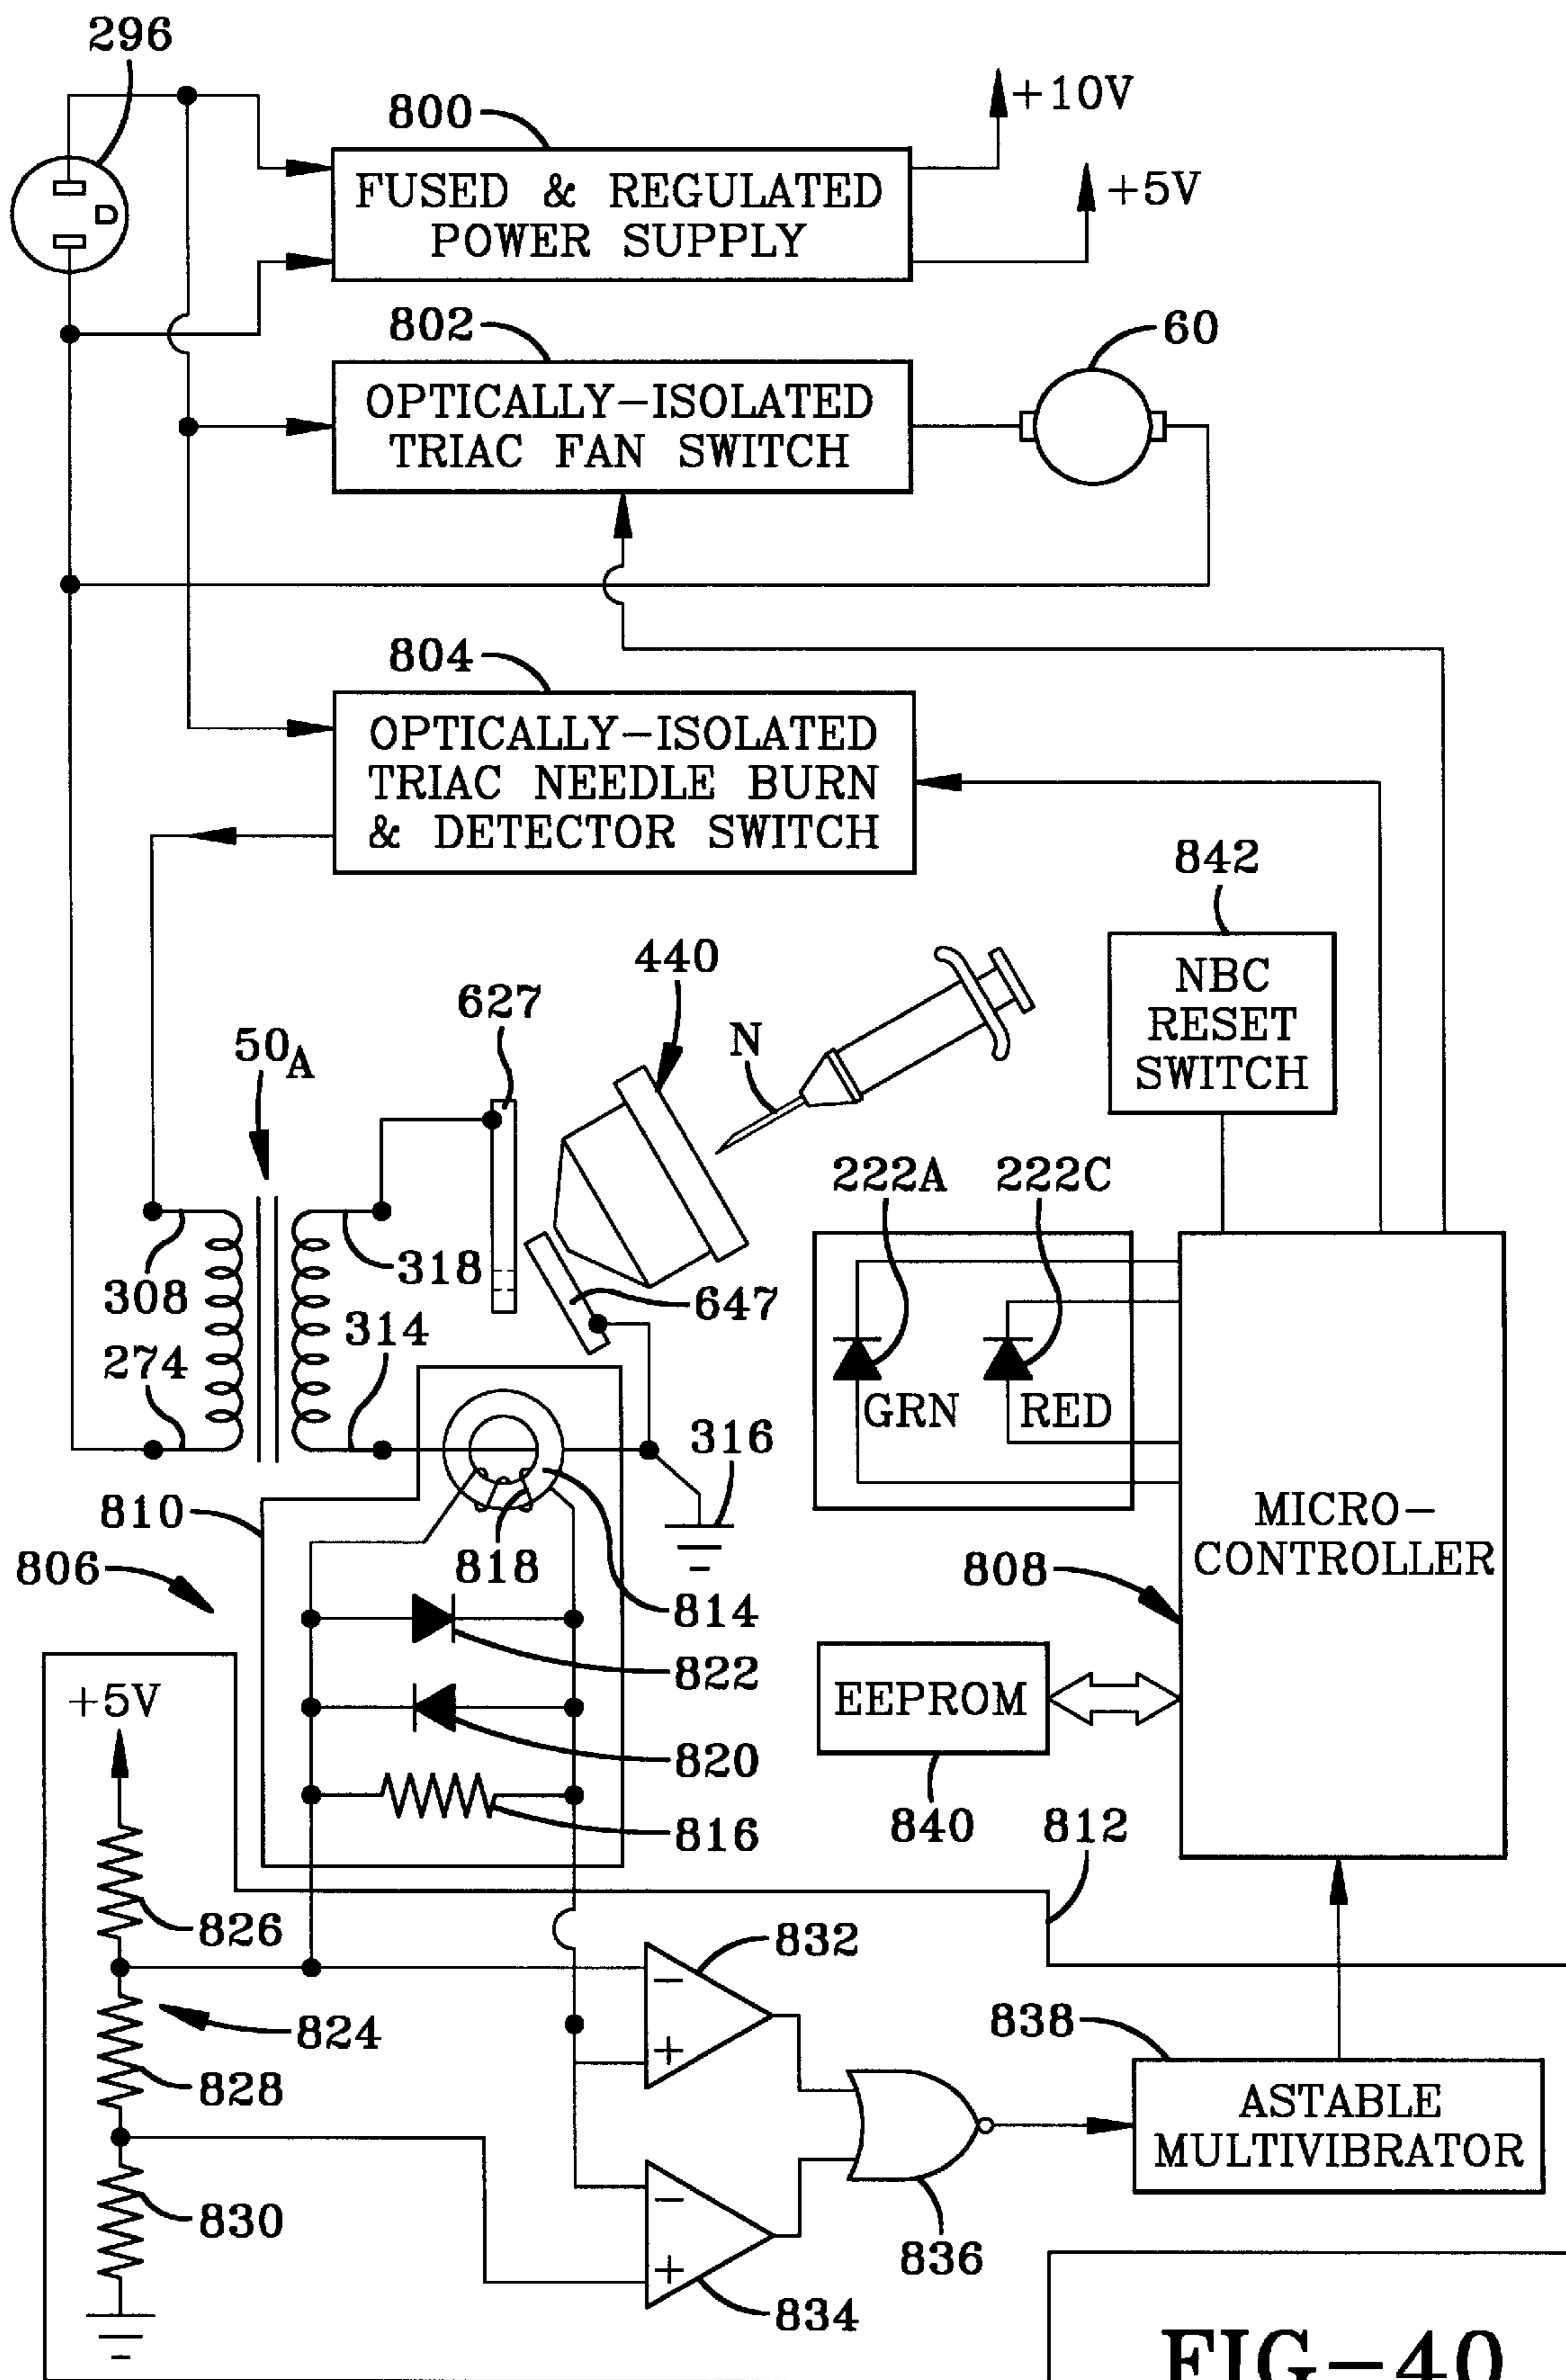 296
800
+10V
FUSED & REGULATED
POWER SUPPLY
+5V
802
60
OPTICALLY-ISOLATED
TRIAC FAN SWITCH
804
OPTICALLY-ISOLATED
TRIAC NEEDLE BURN
& DETECTOR SWITCH
842
NBC
RESET
SWITCH
440
627
N
50A
222A
222C
308
318
647
274
314
GRN
RED
316
810
818
MICRO-
CONTROLLER
806
808
814
822
+5V
EEPROM
820
816
840
812
826
832
824
838
828
+
−
ASTABLE
MULTIVIBRATOR
830
−
+
836
834
FIG-40